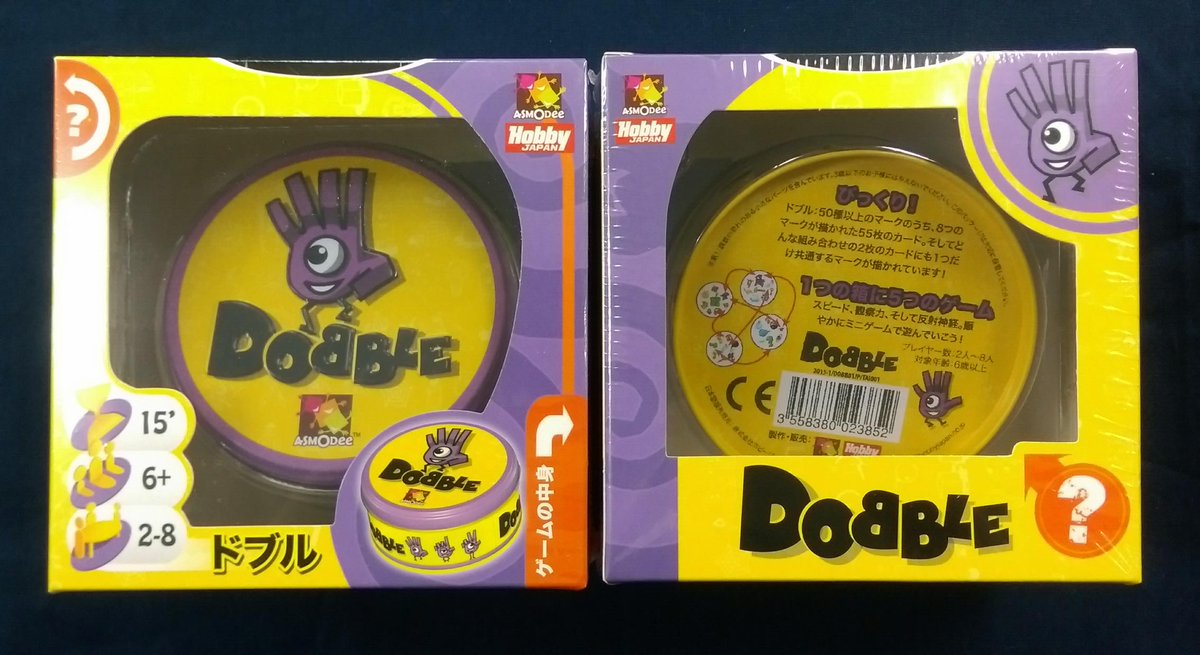 ?
ASMODEE
Hobby
JAPAN
DOBBLE
ASMODEE™
15’
6+
2-8
ドブル
DOBBLE
DOBBLE
ゲームの中身
ASMODEE
Hobby
JAPAN
びっくり！
ドブル：50種以上のマークのうち、8つの
マークが描かれた55枚のカード。そしてど
んな組み合わせの2枚のカードにも1つだ
け共通するマークが描かれています！
1つの箱に5つのゲーム
スピード、観察力、そして反射神経。賑
やかにミニゲームで遊んでいこう！
プレイヤー数：2人〜8人
対象年齢：6歳以上
DOBBLE
CE
3 558380 023852
製作・販売：
Hobby
DOBBLE
?